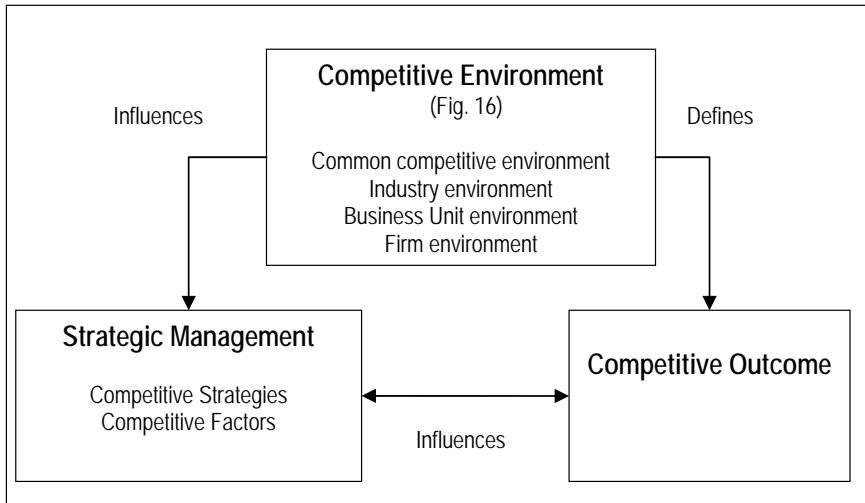 Competitive Environment
(Fig. 16)
Influences
Defines
Common competitive environment
Industry environment
Business Unit environment
Firm environment
Strategic Management
Competitive Strategies
Competitive Factors
Competitive Outcome
Influences